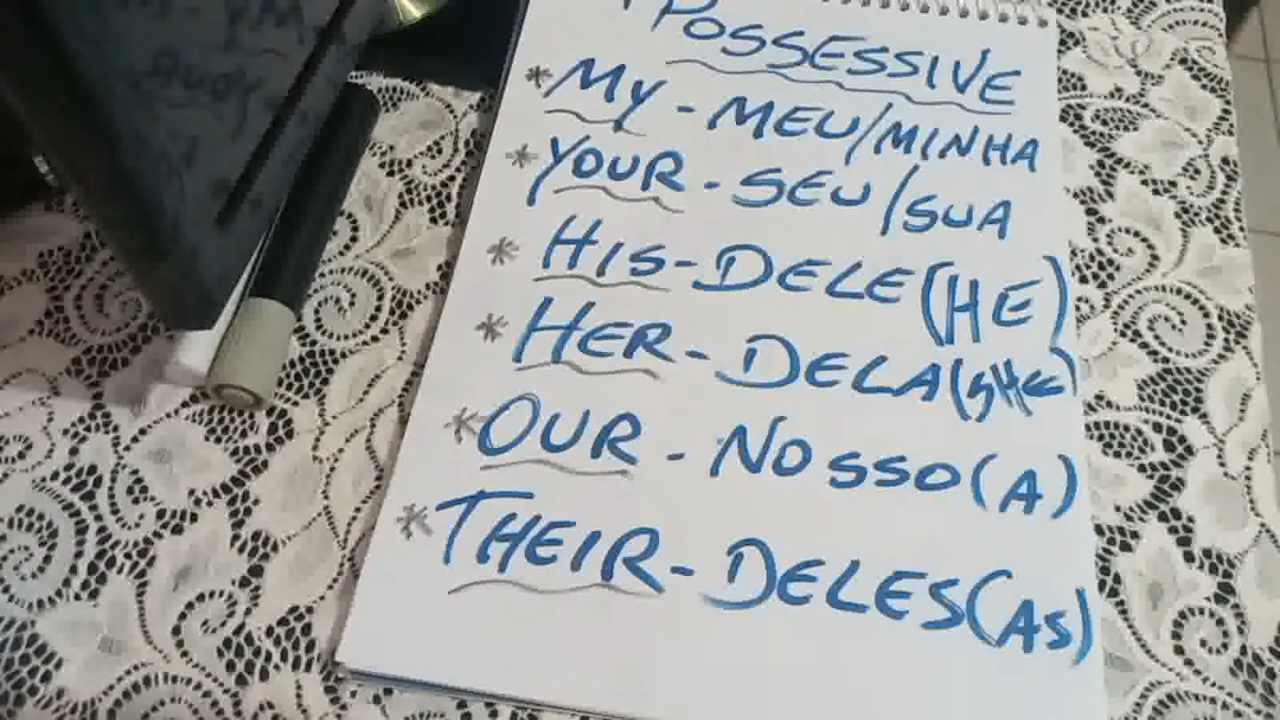 POSSESSIVE
* MY - MEU/MINHA
* YOUR - SEU/SUA
* HIS - DELE (HE)
* HER - DELA (SHE)
* OUR - NOSSO(A)
* THEIR - DELES(AS)